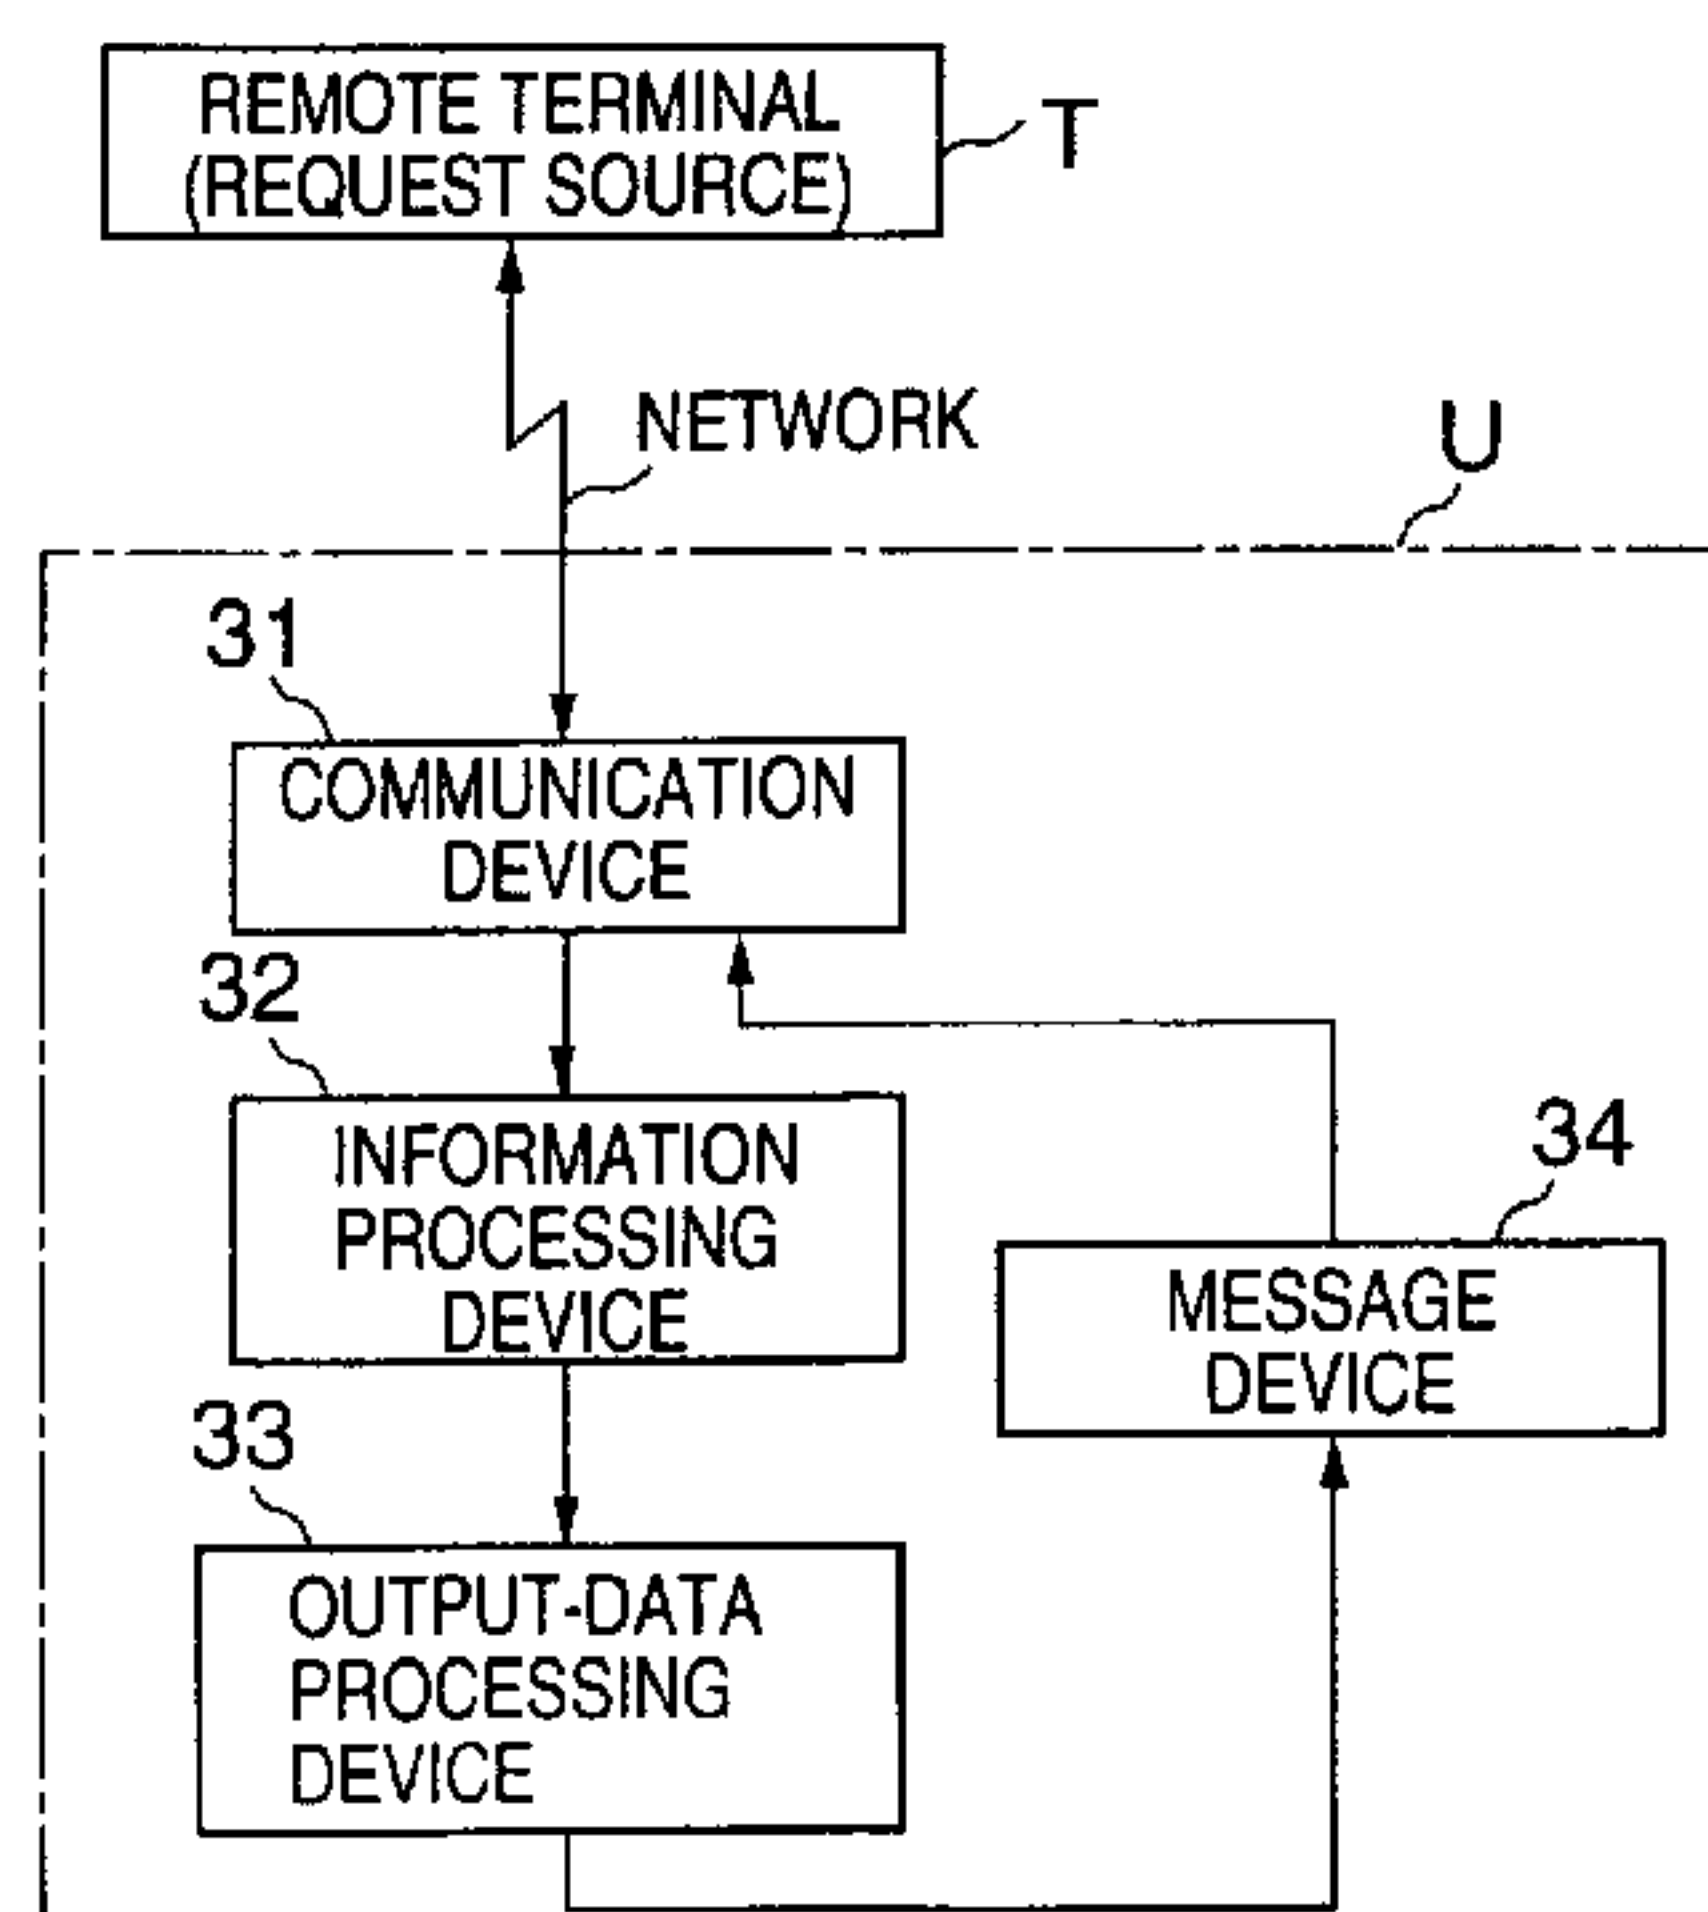 REMOTE TERMINAL
(REQUEST SOURCE)
T
NETWORK
U
31
COMMUNICATION
DEVICE
32
INFORMATION
PROCESSING
DEVICE
34
MESSAGE
DEVICE
33
OUTPUT-DATA
PROCESSING
DEVICE